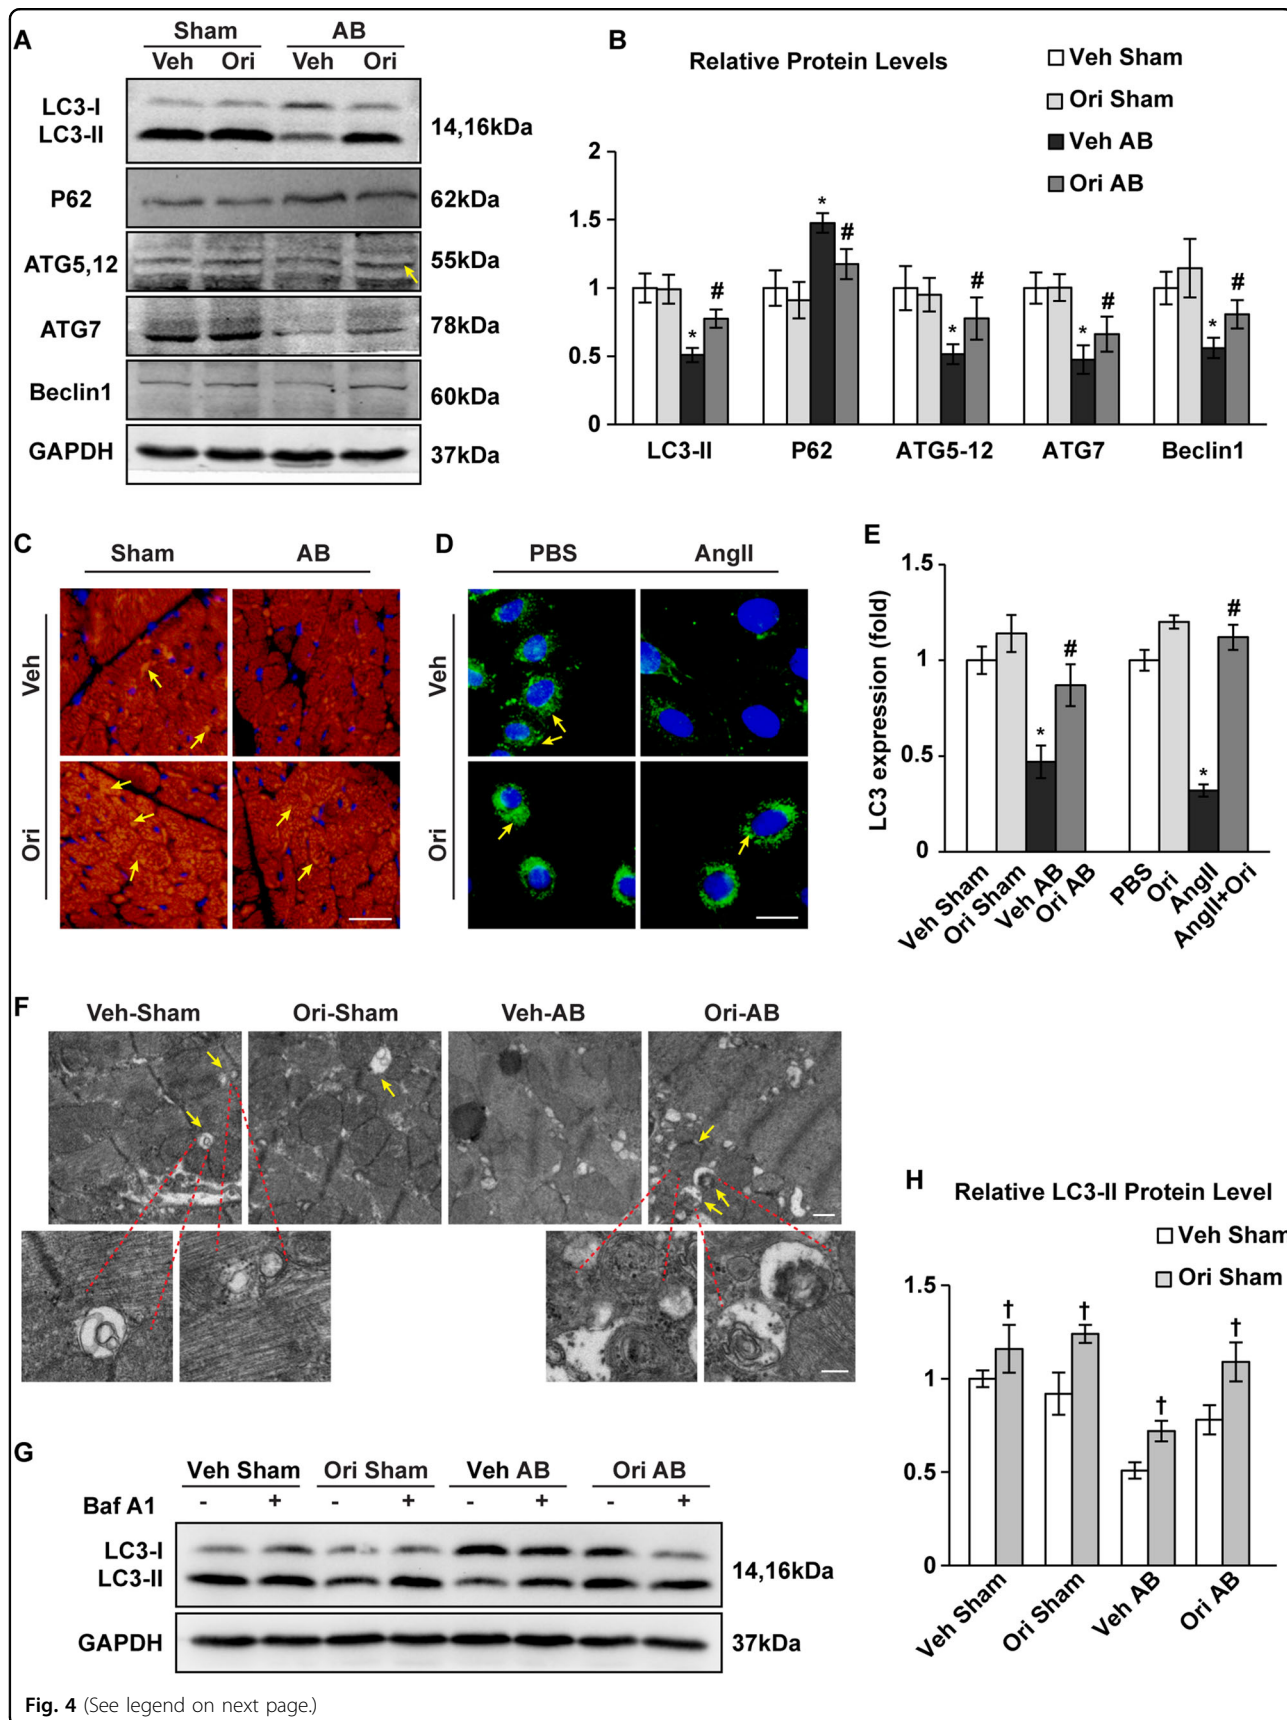 A
Sham AB
Veh Ori Veh Ori
LC3-I
LC3-II
14,16kDa
P62
62kDa
ATG5,12
55kDa
ATG7
78kDa
Beclin1
60kDa
GAPDH
37kDa
B
Relative Protein Levels
Veh Sham
Ori Sham
Veh AB
Ori AB
2
1.5
1
0.5
0
* # * # * # * # * #
LC3-II P62 ATG5-12 ATG7 Beclin1
C
Sham AB
Veh
Ori
D
PBS AngII
Veh
Ori
E
LC3 expression (fold)
1.5
1
0.5
0
* # * #
Veh Sham
Ori Sham
Veh AB
Ori AB
PBS
Ori
AngII
AngII+Ori
F
Veh-Sham Ori-Sham Veh-AB Ori-AB
G
Veh Sham Ori Sham Veh AB Ori AB
Baf A1 - + - + - + - +
LC3-I
LC3-II
14,16kDa
GAPDH
37kDa
H
Relative LC3-II Protein Level
Veh Sham
Ori Sham
1.5
1
0.5
0
† † † †
Veh Sham
Ori Sham
Veh AB
Ori AB
Fig. 4 (See legend on next page.)